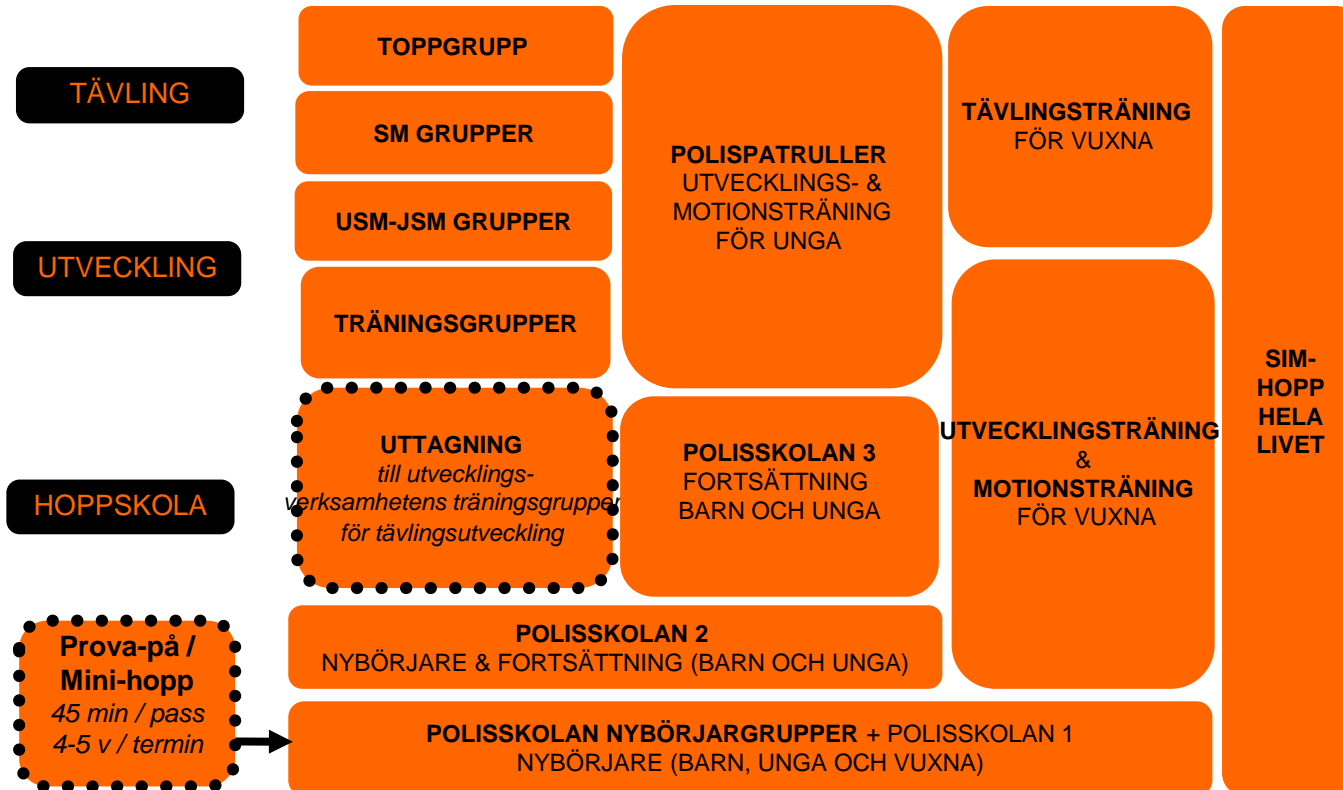 TÄVLING
UTVECKLING
HOPPSKOLA
Prova-på /
Mini-hopp
45 min / pass
4-5 v / termin
TOPPGRUPP
SM GRUPPER
USM-JSM GRUPPER
TRÄNINGSGRUPPER
UTTAGNING
till utvecklings-
verksamhetens träningsgrupper
för tävlingsutveckling
POLISPATRULLER
UTVECKLINGS- &
MOTIONSTRÄNING
FÖR UNGA
POLISSKOLAN 3
FORTSÄTTNING
BARN OCH UNGA
TÄVLINGSTRÄNING
FÖR VUXNA
UTVECKLINGSTRÄNING
&
MOTIONSTRÄNING
FÖR VUXNA
POLISSKOLAN 2
NYBÖRJARE & FORTSÄTTNING (BARN OCH UNGA)
POLISSKOLAN NYBÖRJARGRUPPER + POLISSKOLAN 1
NYBÖRJARE (BARN, UNGA OCH VUXNA)
SIM-
HOPP
HELA
LIVET